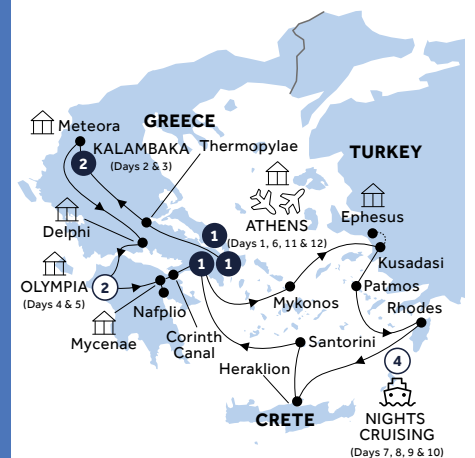 Meteora
GREECE
2
KALAMBAKA
(Days 2 & 3)
Thermopylae
TURKEY
Delphi
1
ATHENS
(Days 1, 6, 11 & 12)
1
1
Ephesus
Kusadasi
OLYMPIA
(Days 4 & 5)
2
Nafplio
Mycenae
Corinth
Canal
Mykonos
Patmos
Rhodes
Santorini
Heraklion
CRETE
4
NIGHTS
CRUISING
(Days 7, 8, 9 & 10)